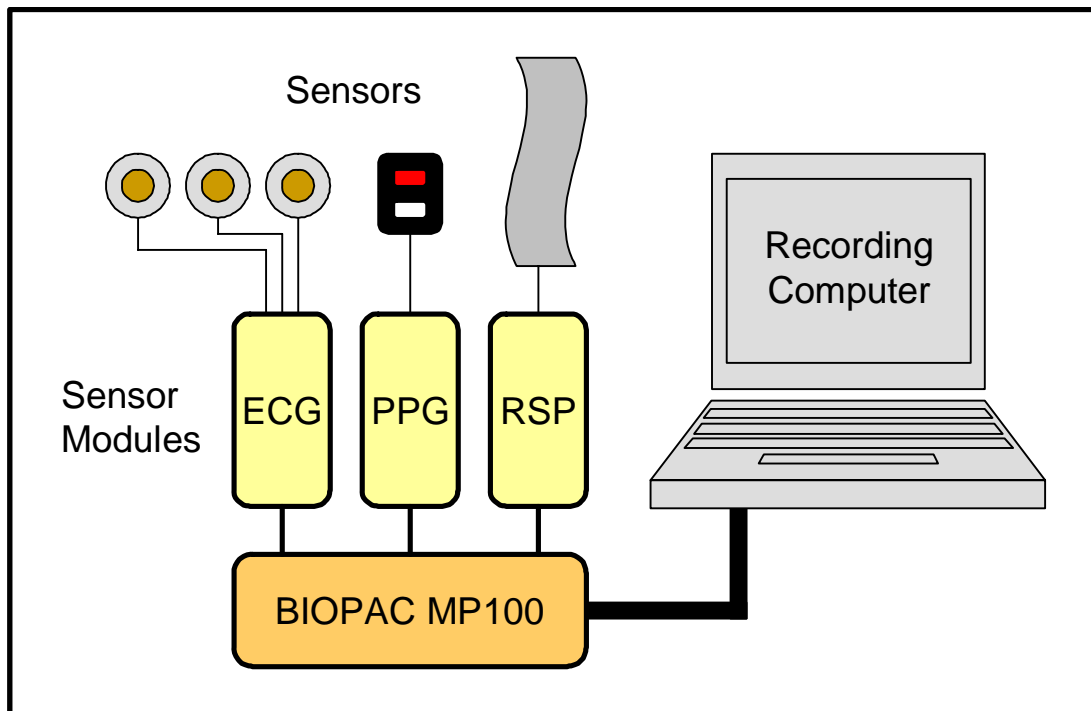 Sensors
Recording
Computer
Sensor
Modules
ECG
PPG
RSP
BIOPAC MP100